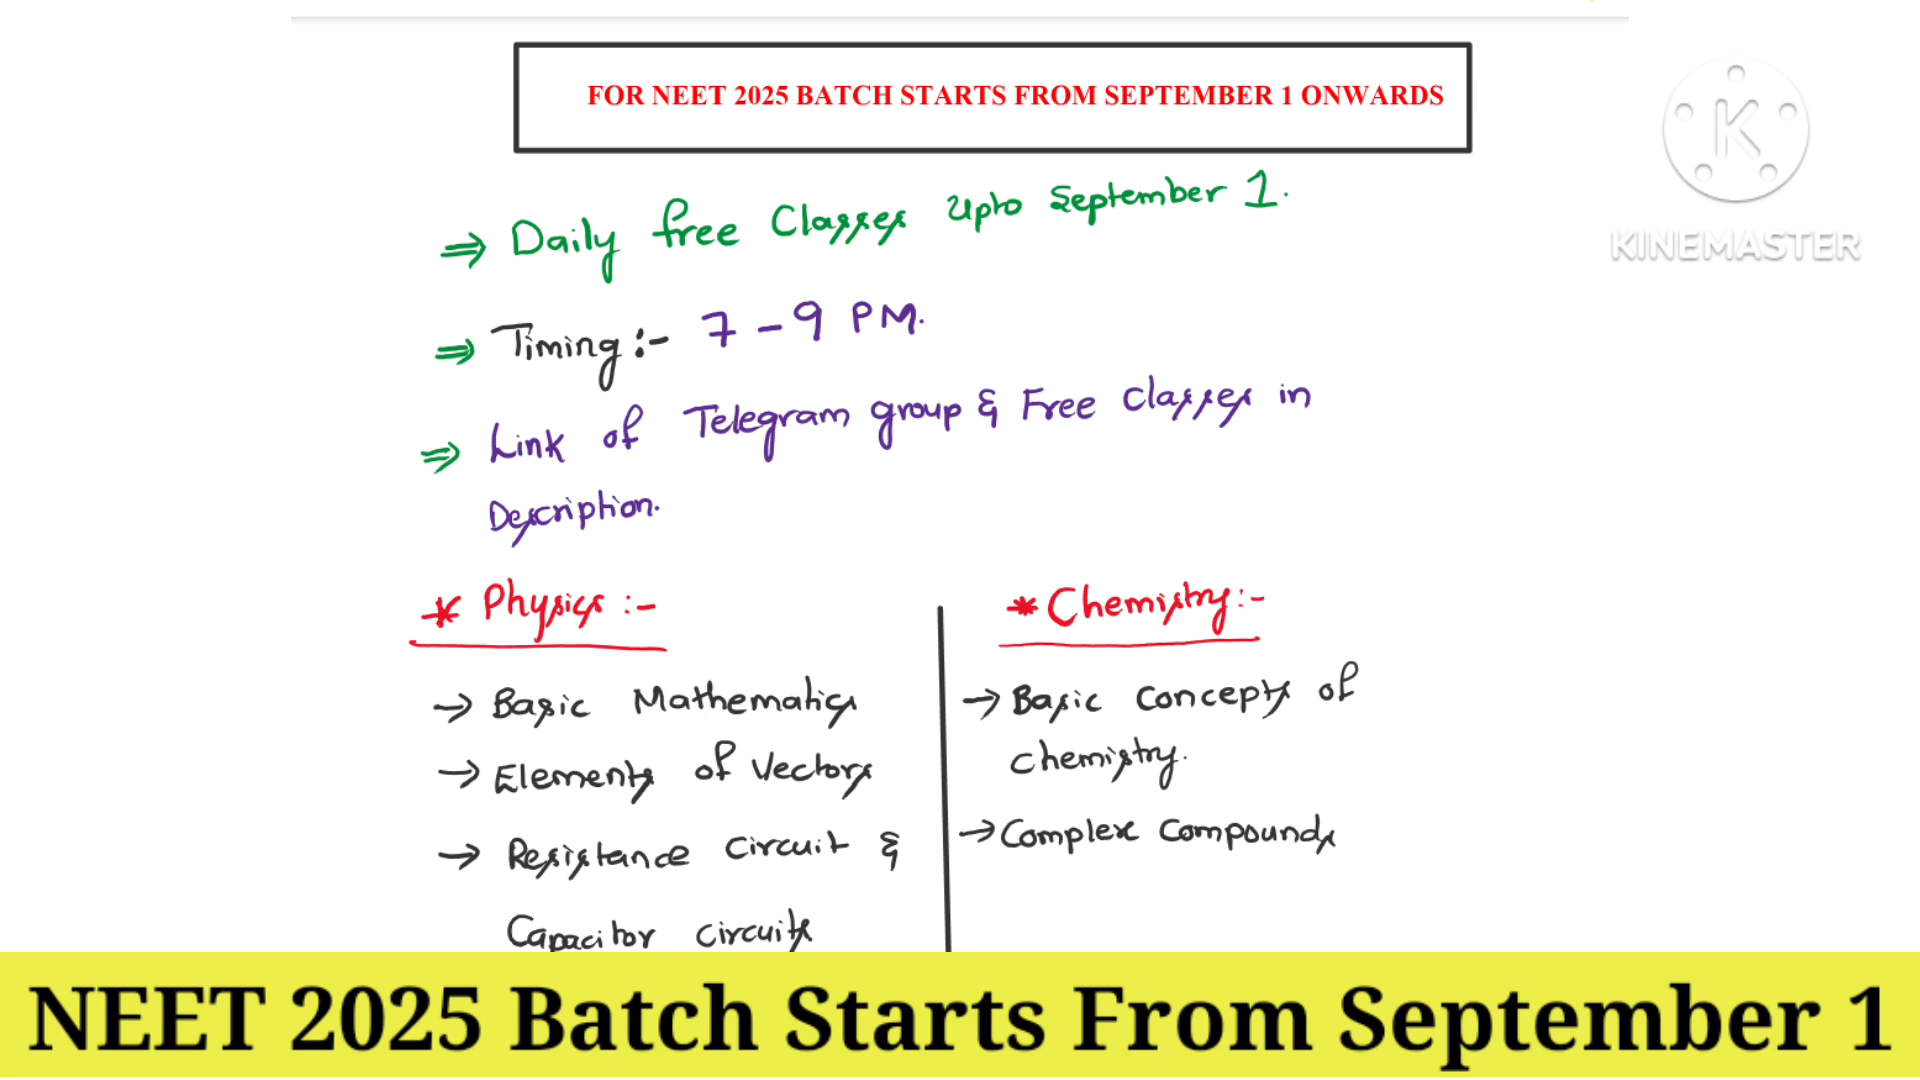 FOR NEET 2025 BATCH STARTS FROM SEPTEMBER 1 ONWARDS
K
KINEMASTER
⇒ Daily free Classes Upto September 1.
⇒ Timing:- 7-9 PM.
⇒ Link of Telegram group & Free Classes in
Description.
* Physics:-
→ Basic Mathematics
→ Elements of Vectors
→ Resistance Circuit &
Capacitor Circuits
* Chemistry:-
→ Basic Concepts of
chemistry.
→ Complex Compounds
NEET 2025 Batch Starts From September 1